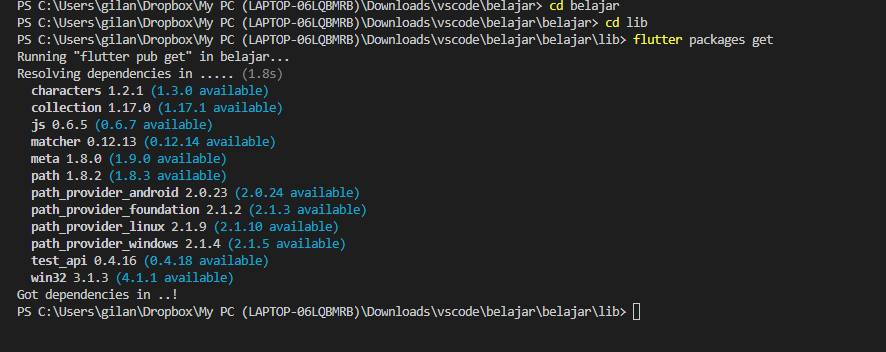 PS C:\Users\gilan\Dropbox\My PC (LAPTOP-06LQBMRB)\Downloads\vscode\belajar> cd belajar
PS C:\Users\gilan\Dropbox\My PC (LAPTOP-06LQBMRB)\Downloads\vscode\belajar\belajar> cd lib
PS C:\Users\gilan\Dropbox\My PC (LAPTOP-06LQBMRB)\Downloads\vscode\belajar\belajar\lib> flutter packages get
Running "flutter pub get" in belajar...
Resolving dependencies in ..... (1.8s)
characters 1.2.1 (1.3.0 available)
collection 1.17.0 (1.17.1 available)
js 0.6.5 (0.6.7 available)
matcher 0.12.13 (0.12.14 available)
meta 1.8.0 (1.9.0 available)
path 1.8.2 (1.8.3 available)
path_provider_android 2.0.23 (2.0.24 available)
path_provider_foundation 2.1.2 (2.1.3 available)
path_provider_linux 2.1.9 (2.1.10 available)
path_provider_windows 2.1.4 (2.1.5 available)
test_api 0.4.16 (0.4.18 available)
win32 3.1.3 (4.1.1 available)
Got dependencies in ..!
PS C:\Users\gilan\Dropbox\My PC (LAPTOP-06LQBMRB)\Downloads\vscode\belajar\belajar\lib>